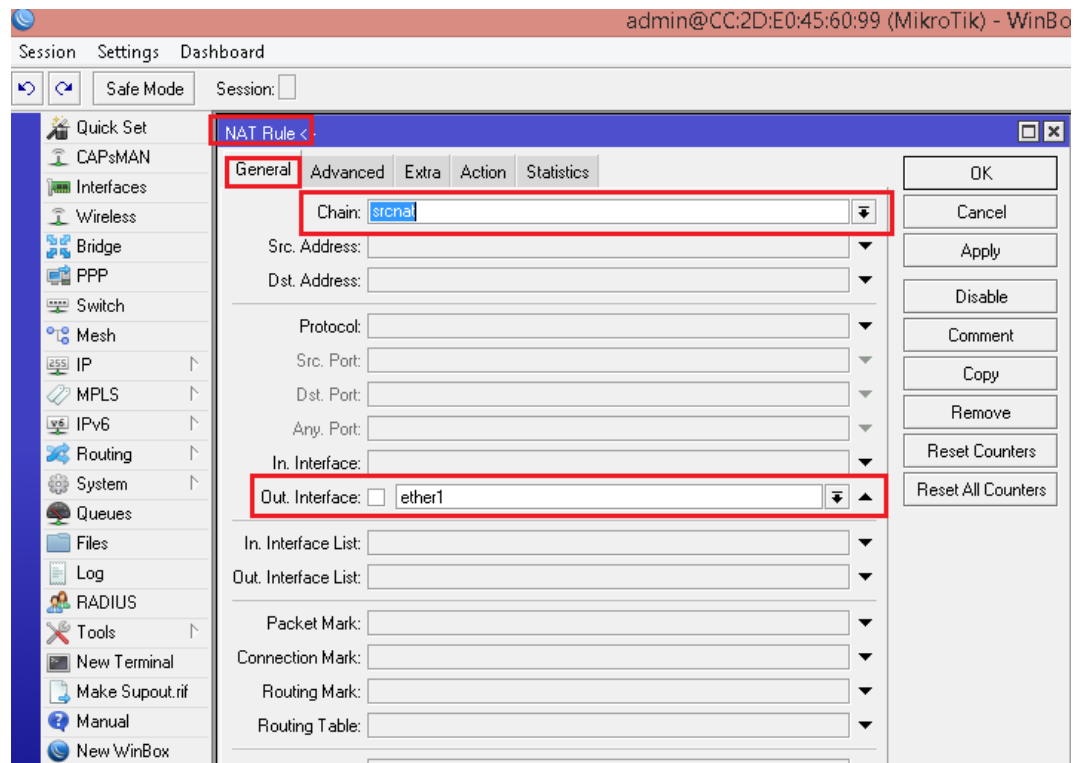 admin@CC:2D:E0:45:60:99 (MikroTik) - WinBo
Session Settings Dashboard
Safe Mode Session:
Quick Set
CAPsMAN
Interfaces
Wireless
Bridge
PPP
Switch
Mesh
IP
MPLS
IPv6
Routing
System
Queues
Files
Log
RADIUS
Tools
New Terminal
Make Supout.rif
Manual
New WinBox
NAT Rule <
General Advanced Extra Action Statistics
Chain: srcnat
Src. Address:
Dst. Address:
Protocol:
Src. Port:
Dst. Port:
Any. Port:
In. Interface:
Out. Interface: ether1
In. Interface List:
Out. Interface List:
Packet Mark:
Connection Mark:
Routing Mark:
Routing Table:
OK
Cancel
Apply
Disable
Comment
Copy
Remove
Reset Counters
Reset All Counters